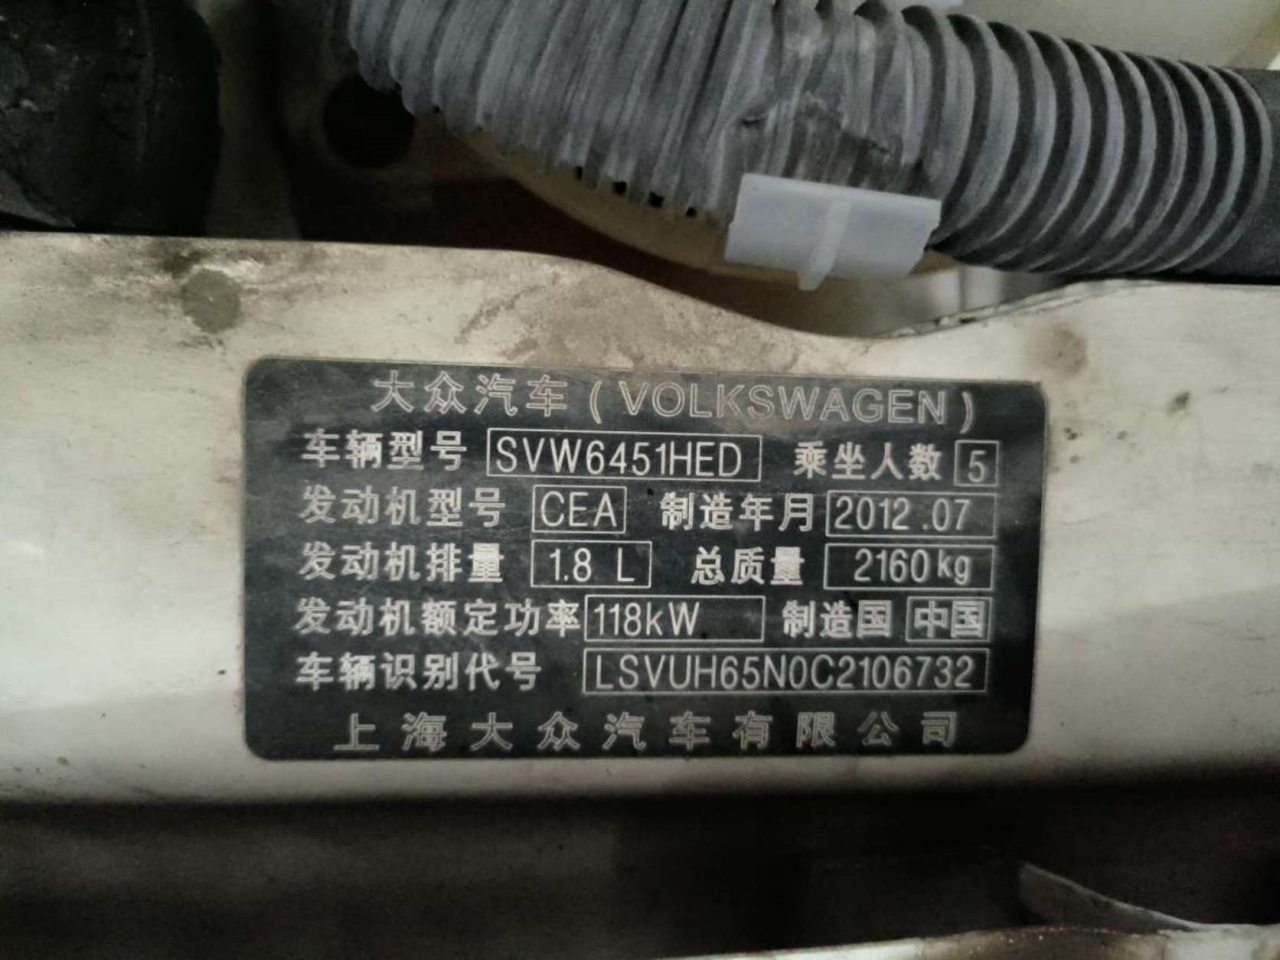 大众汽车(VOLKSWAGEN)
车辆型号 SVW6451HED 乘坐人数 5
发动机型号 CEA 制造年月 2012.07
发动机排量 1.8 L 总质量 2160kg
发动机额定功率 118kW 制造国 中国
车辆识别代号 LSVUH65N0C2106732
上海大众汽车有限公司